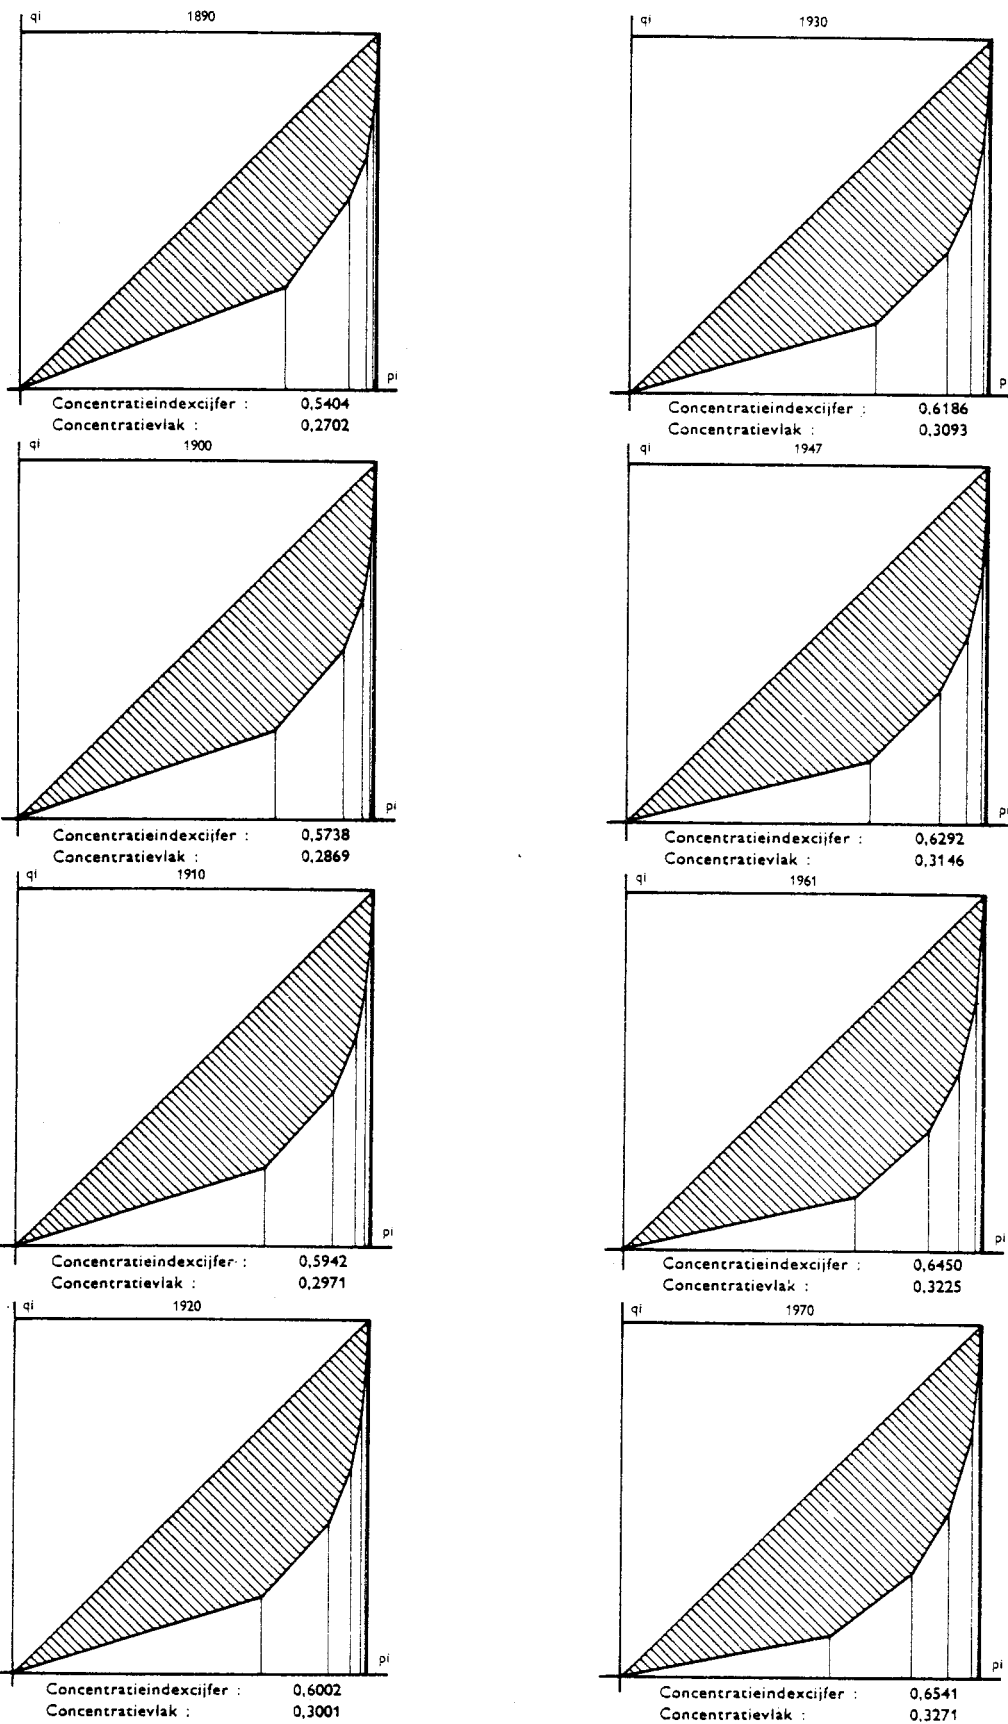 qi 1890
pi
Concentratieindexcijfer : 0,5404
Concentratievlak : 0,2702
qi 1900
pi
Concentratieindexcijfer : 0,5738
Concentratievlak : 0,2869
qi 1910
pi
Concentratieindexcijfer : 0,5942
Concentratievlak : 0,2971
qi 1920
pi
Concentratieindexcijfer : 0,6002
Concentratievlak : 0,3001
qi 1930
p
Concentratieindexcijfer : 0,6186
Concentratievlak : 0,3093
qi 1947
pi
Concentratieindexcijfer : 0,6292
Concentratievlak : 0,3146
qi 1961
pi
Concentratieindexcijfer : 0,6450
Concentratievlak : 0,3225
qi 1970
pi
Concentratieindexcijfer : 0,6541
Concentratievlak : 0,3271